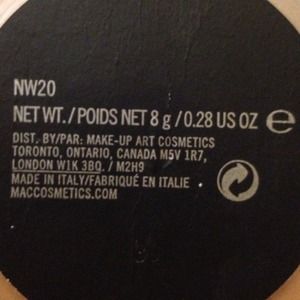 NW20
NET WT./POIDS NET 8 g/0.28 US OZ e
DIST. BY/PAR: MAKE-UP ART COSMETICS
TORONTO, ONTARIO, CANADA M5V 1R7,
LONDON W1K 3BQ. / M2H9
MADE IN ITALY/FABRIQUÉ EN ITALIE
MACCOSMETICS.COM